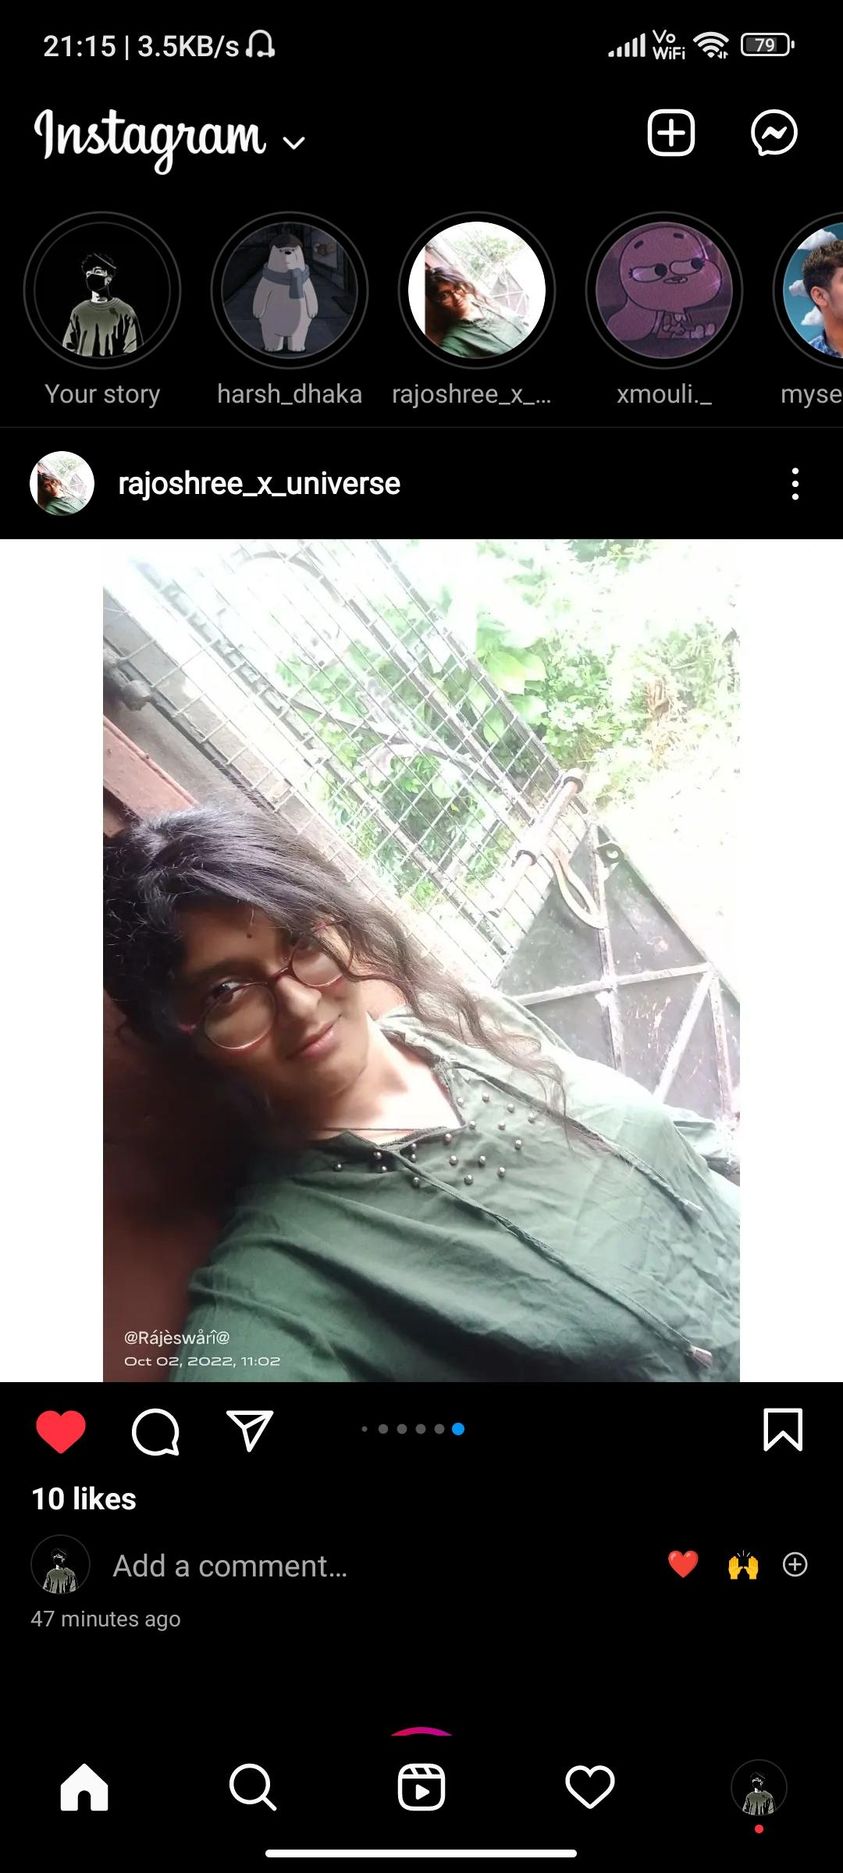 21:15 | 3.5KB/s
Vo
WiFi
79
Instagram
Your story
harsh_dhaka
rajoshree_x_...
xmouli._
myse
rajoshree_x_universe
@Rájèswårî@
Oct 02, 2022, 11:02
10 likes
Add a comment...
47 minutes ago